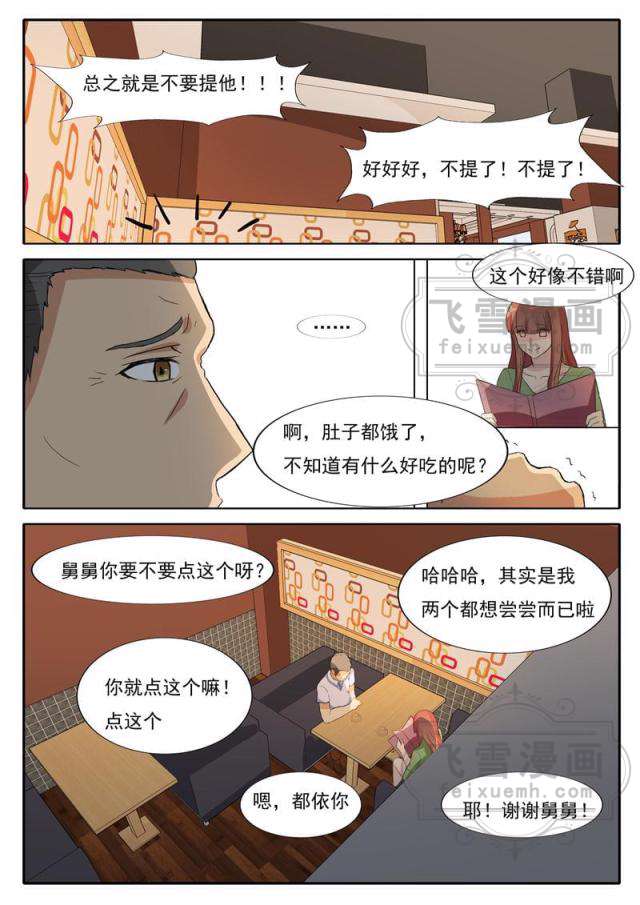 总之就是不要提他！！！
好好好，不提了！不提了！
这个好像不错啊
飞雪漫画
feixuemh.com
……
啊，肚子都饿了，
不知道有什么好吃的呢？
舅舅你要不要点这个呀？
哈哈哈，其实是我
两个都想尝尝而已啦
你就点这个嘛！
点这个
飞雪漫画
feixuemh.com
嗯，都依你
耶！谢谢舅舅！